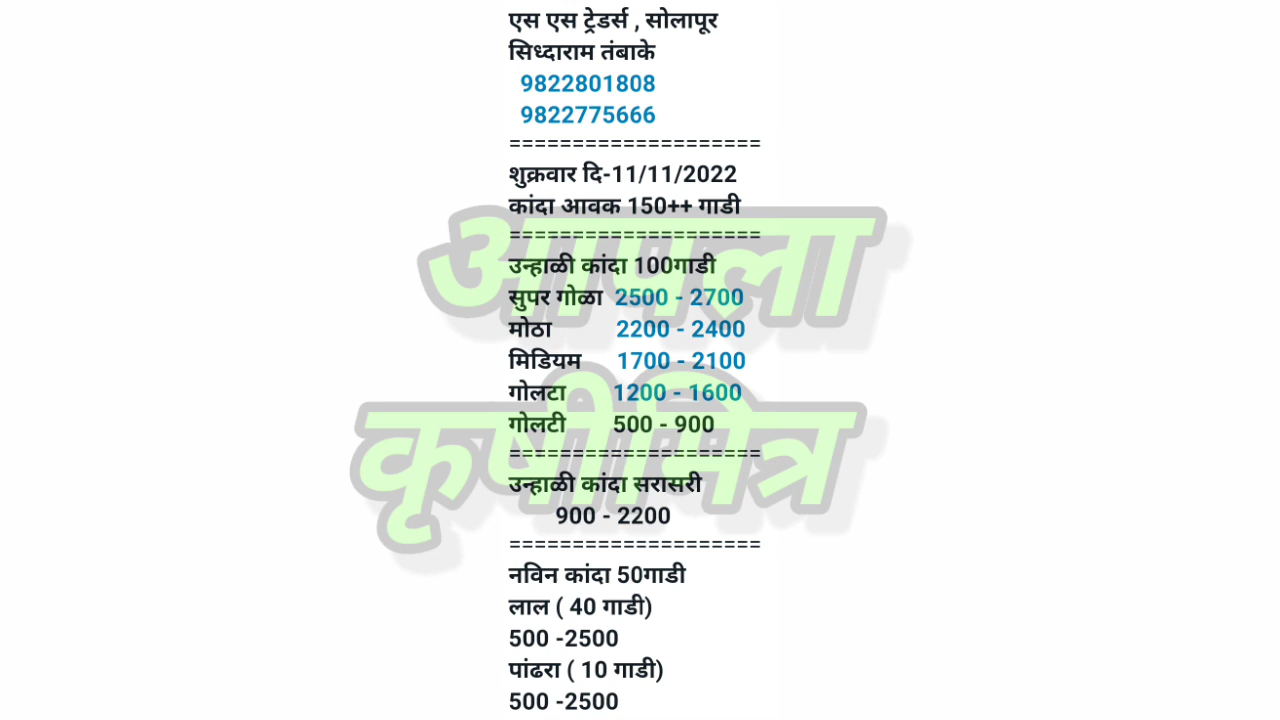 एस एस ट्रेडर्स , सोलापूर
सिध्दाराम तंबाके
9822801808
9822775666
====================
शुक्रवार दि-11/11/2022
कांदा आवक 150++ गाडी
====================
उन्हाळी कांदा 100गाडी
सुपर गोळा 2500 - 2700
मोठा 2200 - 2400
मिडियम 1700 - 2100
गोलटा 1200 - 1600
गोलटी 500 - 900
====================
उन्हाळी कांदा सरासरी
900 - 2200
====================
नविन कांदा 50गाडी
लाल ( 40 गाडी)
500 -2500
पांढरा ( 10 गाडी)
500 -2500
आपला
कृषीमित्र